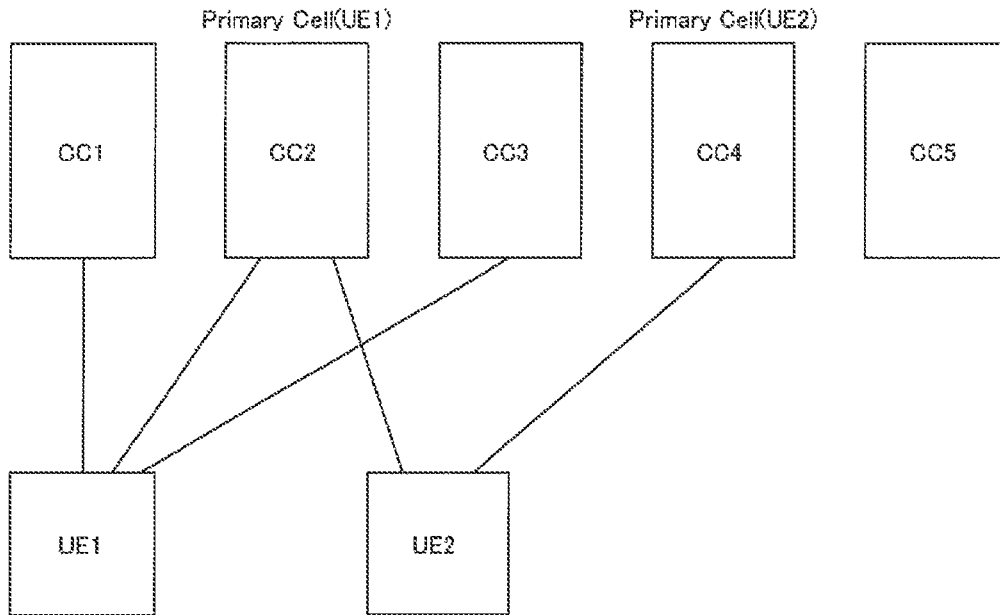 Primary Cell(UE1)
Primary Cell(UE2)
CC1
CC2
CC3
CC4
CC5
UE1
UE2